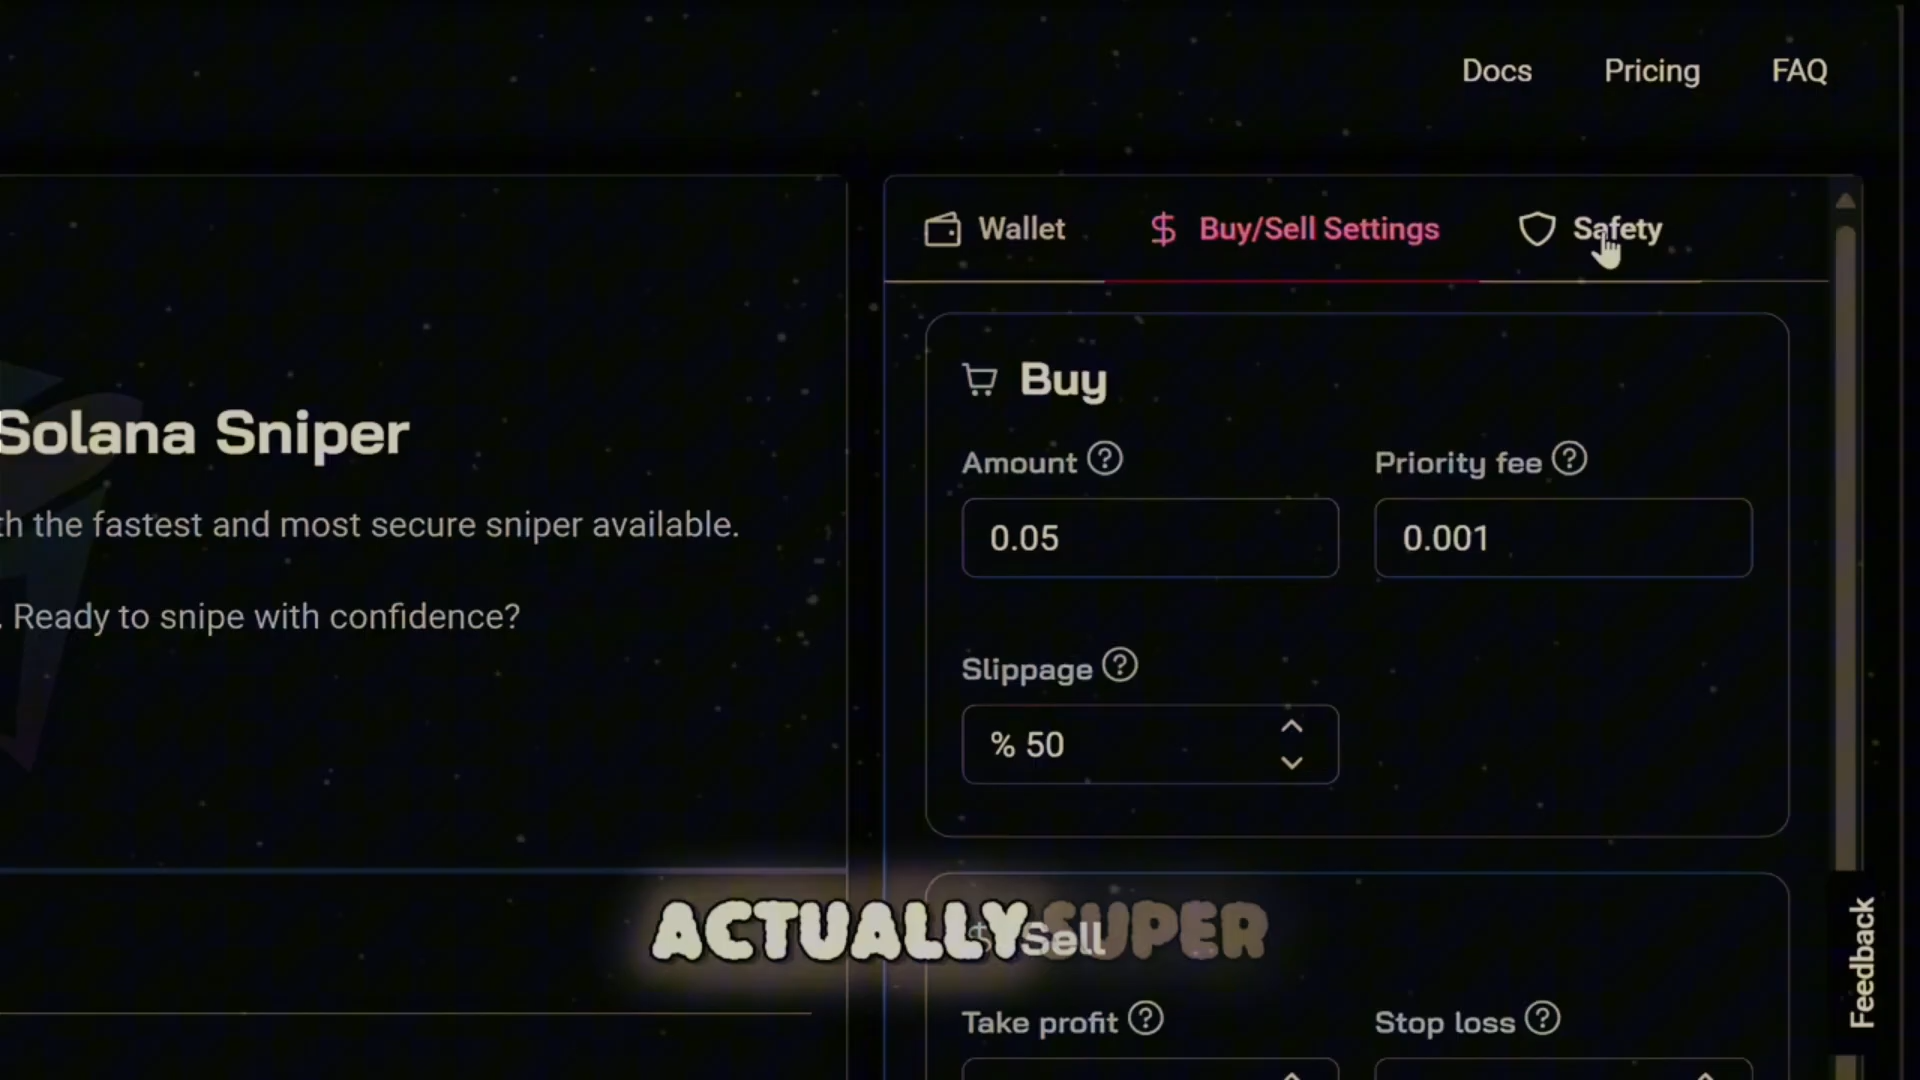 Docs Pricing FAQ
Wallet $ Buy/Sell Settings Safety
Solana Sniper
th the fastest and most secure sniper available.
. Ready to snipe with confidence?
Buy
Amount ? Priority fee ?
0.05 0.001
Slippage ?
% 50
$ Sell
ACTUALLY SUPER
Take profit ? Stop loss ?
Feedback